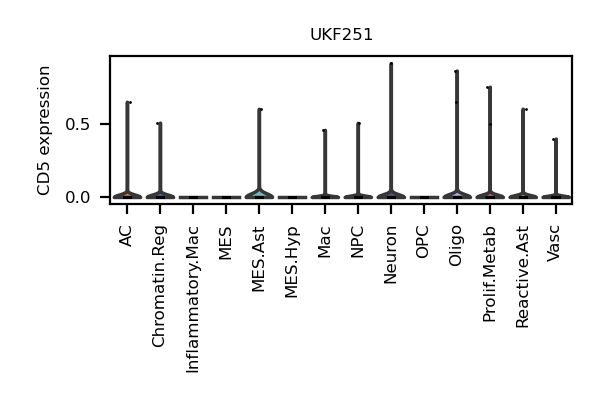 UKF251
CD5 expression
0.5
0.0
AC
Chromatin.Reg
Inflammatory.Mac
MES
MES.Ast
MES.Hyp
Mac
NPC
Neuron
OPC
Oligo
Prolif.Metab
Reactive.Ast
Vasc